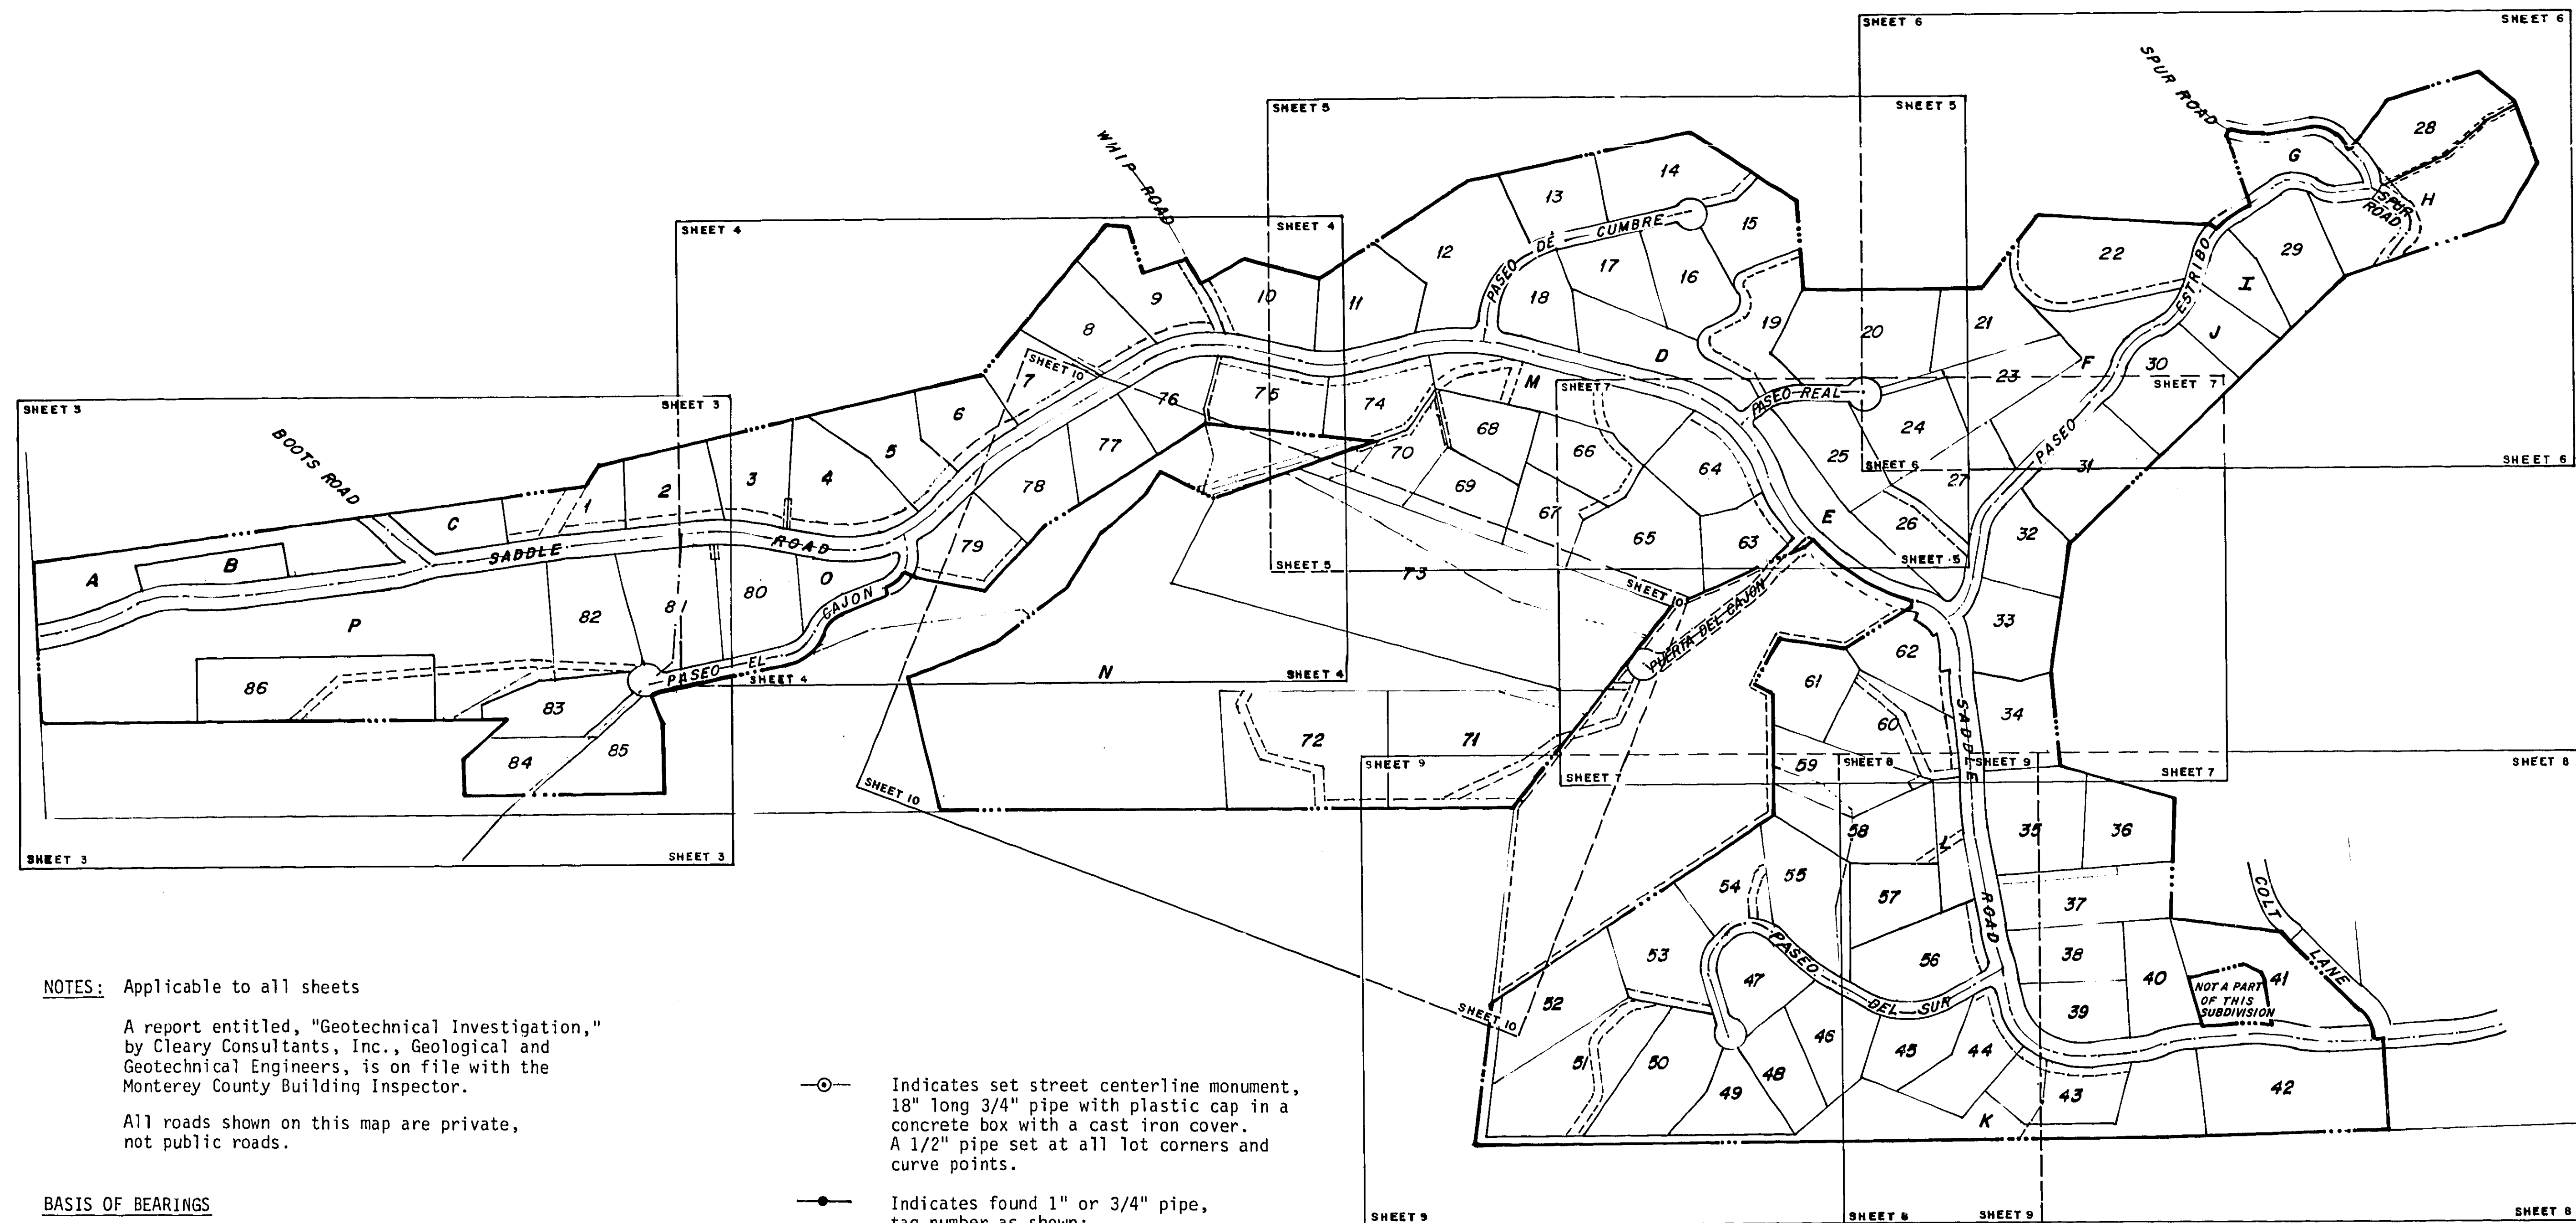 SHEET 6
SHEET 6
SPUR ROAD
28
G
H
SPUR
ROAD
SHEET 5
SHEET 5
WHIP ROAD
14
13
15
12
PASEO DE CUMBRE
17
16
18
22
29
PASEO ESTRIBO
I
J
SHEET 4
SHEET 4
9
10
11
8
19
20
21
D
F
30
SHEET 10
7
M
SHEET 7
SHEET 7
23
76
75
74
PASEO REAL
SHEET 3
SHEET 3
6
68
24
BOOTS ROAD
5
77
70
66
64
25
SHEET 6
SHEET 6
31
3
4
2
1
78
69
67
27
C
E
26
SADDLE ROAD
79
65
63
32
SHEET 5
SHEET 5
B
A
O
80
81
82
73
SHEET 10
PASEO EL CAJON
PUERTA DEL CAJON
P
33
62
N
SHEET 4
SHEET 4
61
86
83
60
34
SADDLE ROAD
84
85
72
71
59
SHEET 9
SHEET 8
SHEET 9
SHEET 8
SHEET 10
SHEET 7
SHEET 7
58
L
35
36
SHEET 3
SHEET 3
54
55
57
37
COLT LANE
53
47
PASEO DEL SUR
56
38
40
41
NOT A PART
OF THIS
SUBDIVISION
52
SHEET 10
39
51
50
46
45
44
49
48
43
42
K
NOTES: Applicable to all sheets
A report entitled, "Geotechnical Investigation,"
by Cleary Consultants, Inc., Geological and
Geotechnical Engineers, is on file with the
Monterey County Building Inspector.
All roads shown on this map are private,
not public roads.
BASIS OF BEARINGS
Indicates set street centerline monument,
18" long 3/4" pipe with plastic cap in a
concrete box with a cast iron cover.
A 1/2" pipe set at all lot corners and
curve points.
Indicates found 1" or 3/4" pipe,
tag number as shown:
SHEET 9
SHEET 8
SHEET 9
SHEET 8